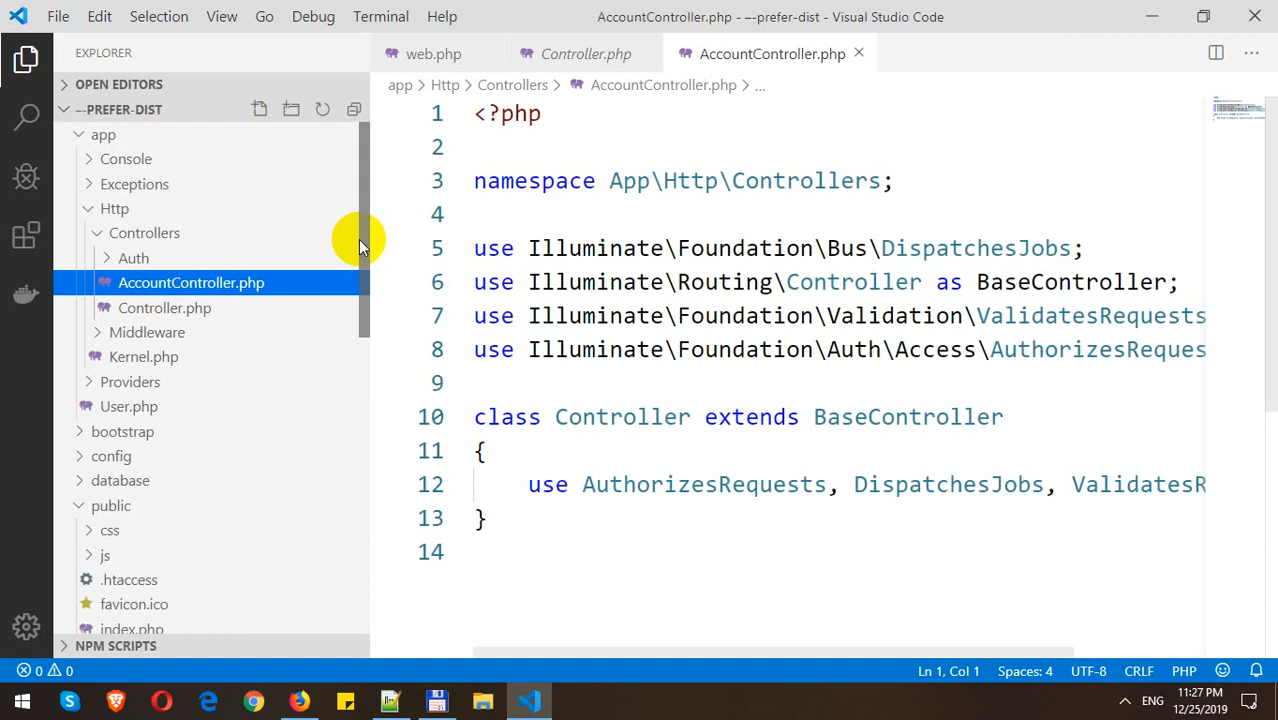 File Edit Selection View Go Debug Terminal Help AccountController.php - --prefer-dist - Visual Studio Code
EXPLORER
web.php Controller.php AccountController.php
OPEN EDITORS
--PREFER-DIST
app > Http > Controllers > AccountController.php > ...
app
Console
Exceptions
Http
Controllers
Auth
AccountController.php
Controller.php
Middleware
Kernel.php
Providers
User.php
bootstrap
config
database
public
css
js
.htaccess
favicon.ico
index.php
NPM SCRIPTS
1 <?php
2
3 namespace App\Http\Controllers;
4
5 use Illuminate\Foundation\Bus\DispatchesJobs;
6 use Illuminate\Routing\Controller as BaseController;
7 use Illuminate\Foundation\Validation\ValidatesRequests
8 use Illuminate\Foundation\Auth\Access\AuthorizesReques
9
10 class Controller extends BaseController
11 {
12 use AuthorizesRequests, DispatchesJobs, ValidatesR
13 }
14
0 0 Ln 1, Col 1 Spaces: 4 UTF-8 CRLF PHP
ENG 11:27 PM
12/25/2019